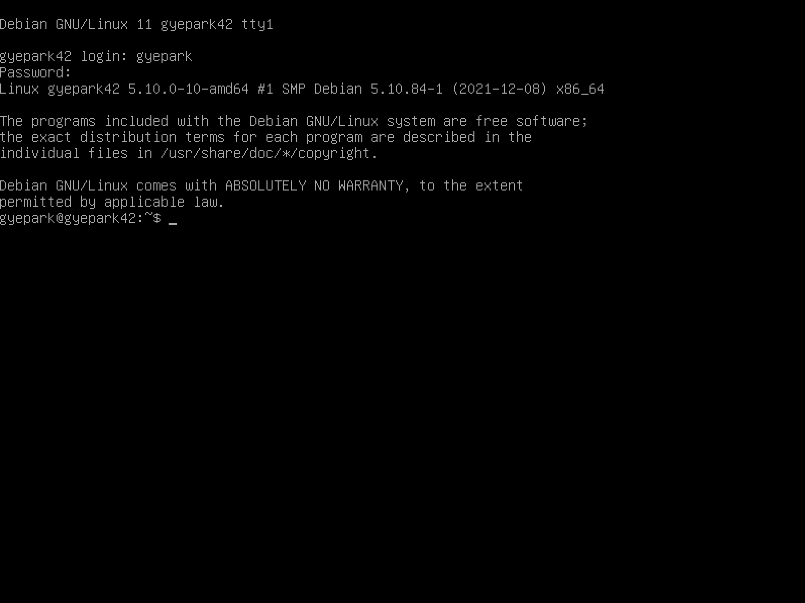 Debian GNU/Linux 11 gyepark42 tty1
gyepark42 login: gyepark
Password:
Linux gyepark42 5.10.0-10-amd64 #1 SMP Debian 5.10.84-1 (2021-12-08) x86_64
The programs included with the Debian GNU/Linux system are free software;
the exact distribution terms for each program are described in the
individual files in /usr/share/doc/*/copyright.
Debian GNU/Linux comes with ABSOLUTELY NO WARRANTY, to the extent
permitted by applicable law.
gyepark@gyepark42:~$ _